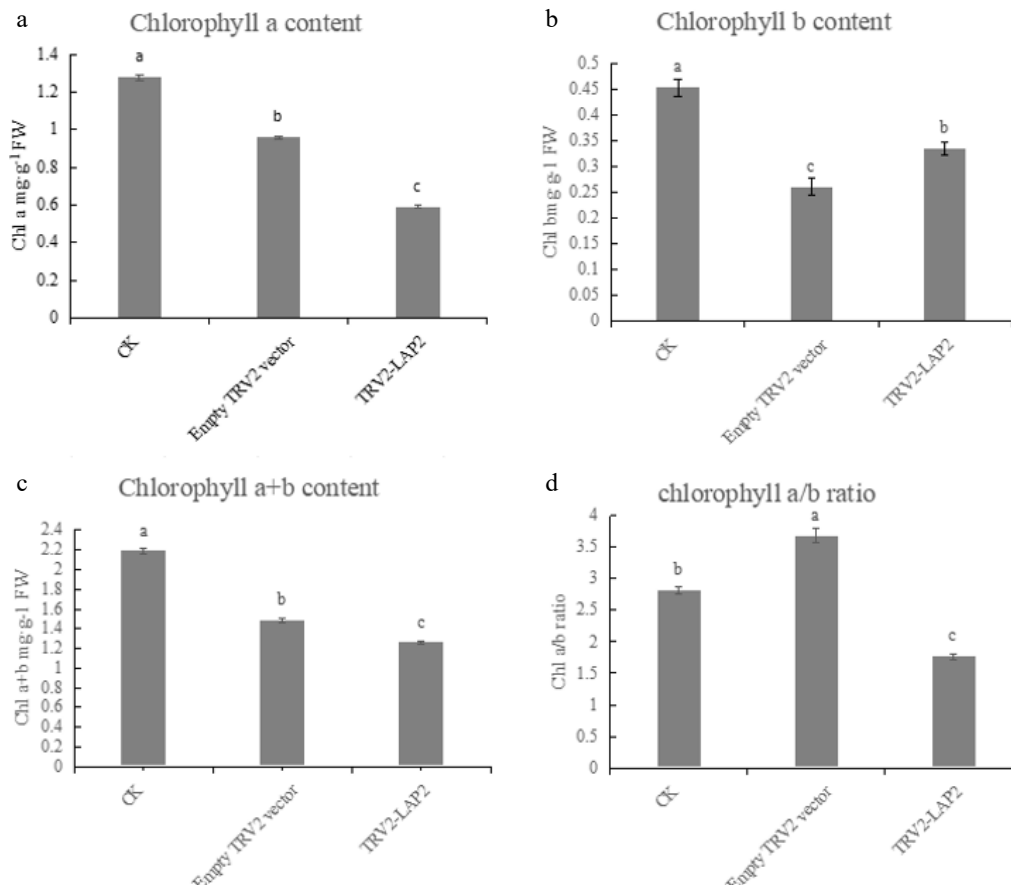 a
Chlorophyll a content
Chl a mg·g-1 FW
1.4
1.2
1
0.8
0.6
0.4
0.2
0
a
b
c
CK
Empty TRV2 vector
TRV2-LAP2
b
Chlorophyll b content
Chl bmg·g-1 FW
0.5
0.45
0.4
0.35
0.3
0.25
0.2
0.15
0.1
0.05
0
a
c
b
CK
Empty TRV2 vector
TRV2-LAP2
c
Chlorophyll a+b content
Chl a+b mg·g-1 FW
2.4
2.2
2
1.8
1.6
1.4
1.2
1
0.8
0.6
0.4
0.2
0
a
b
c
CK
Empty TRV2 vector
TRV2-LAP2
d
chlorophyll a/b ratio
Chl a/b ratio
4
3.5
3
2.5
2
1.5
1
0.5
0
b
a
c
CK
Empty TRV2 vector
TRV2-LAP2